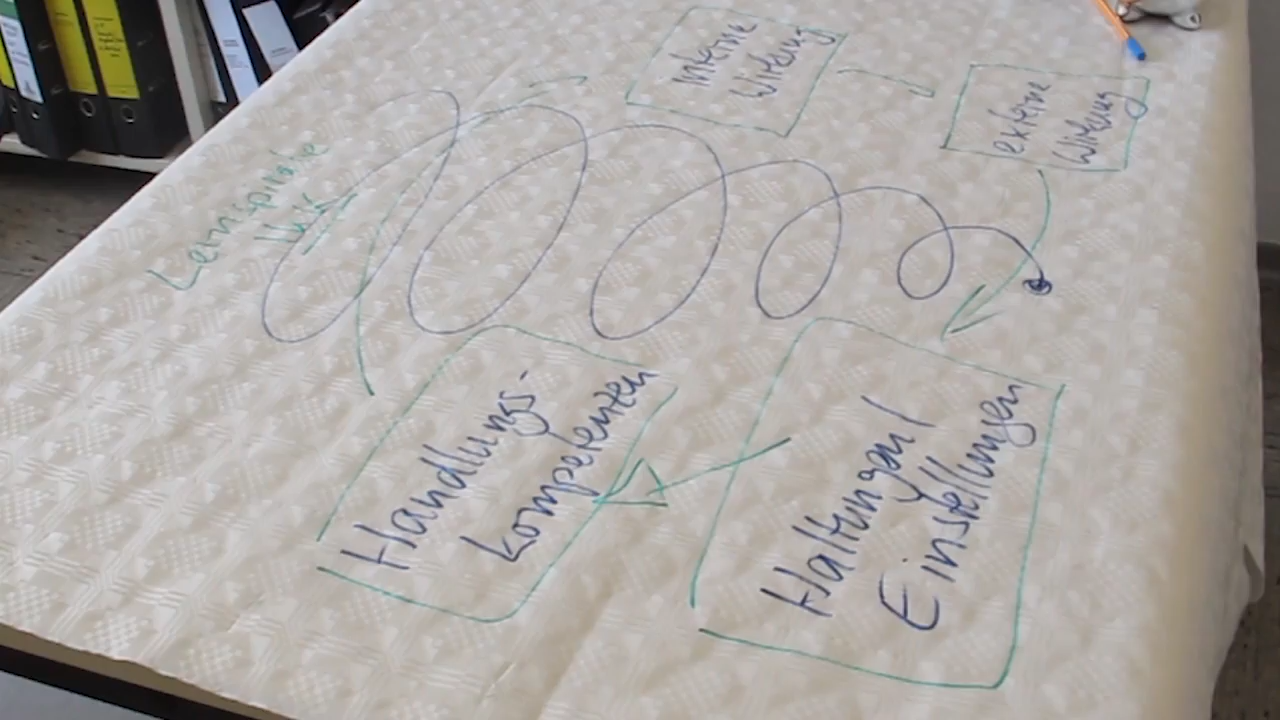 Lernspirale
interne
Wirkung
externe
Wirkung
Haltungen/
Einstellungen
Handlungs-
kompetenzen